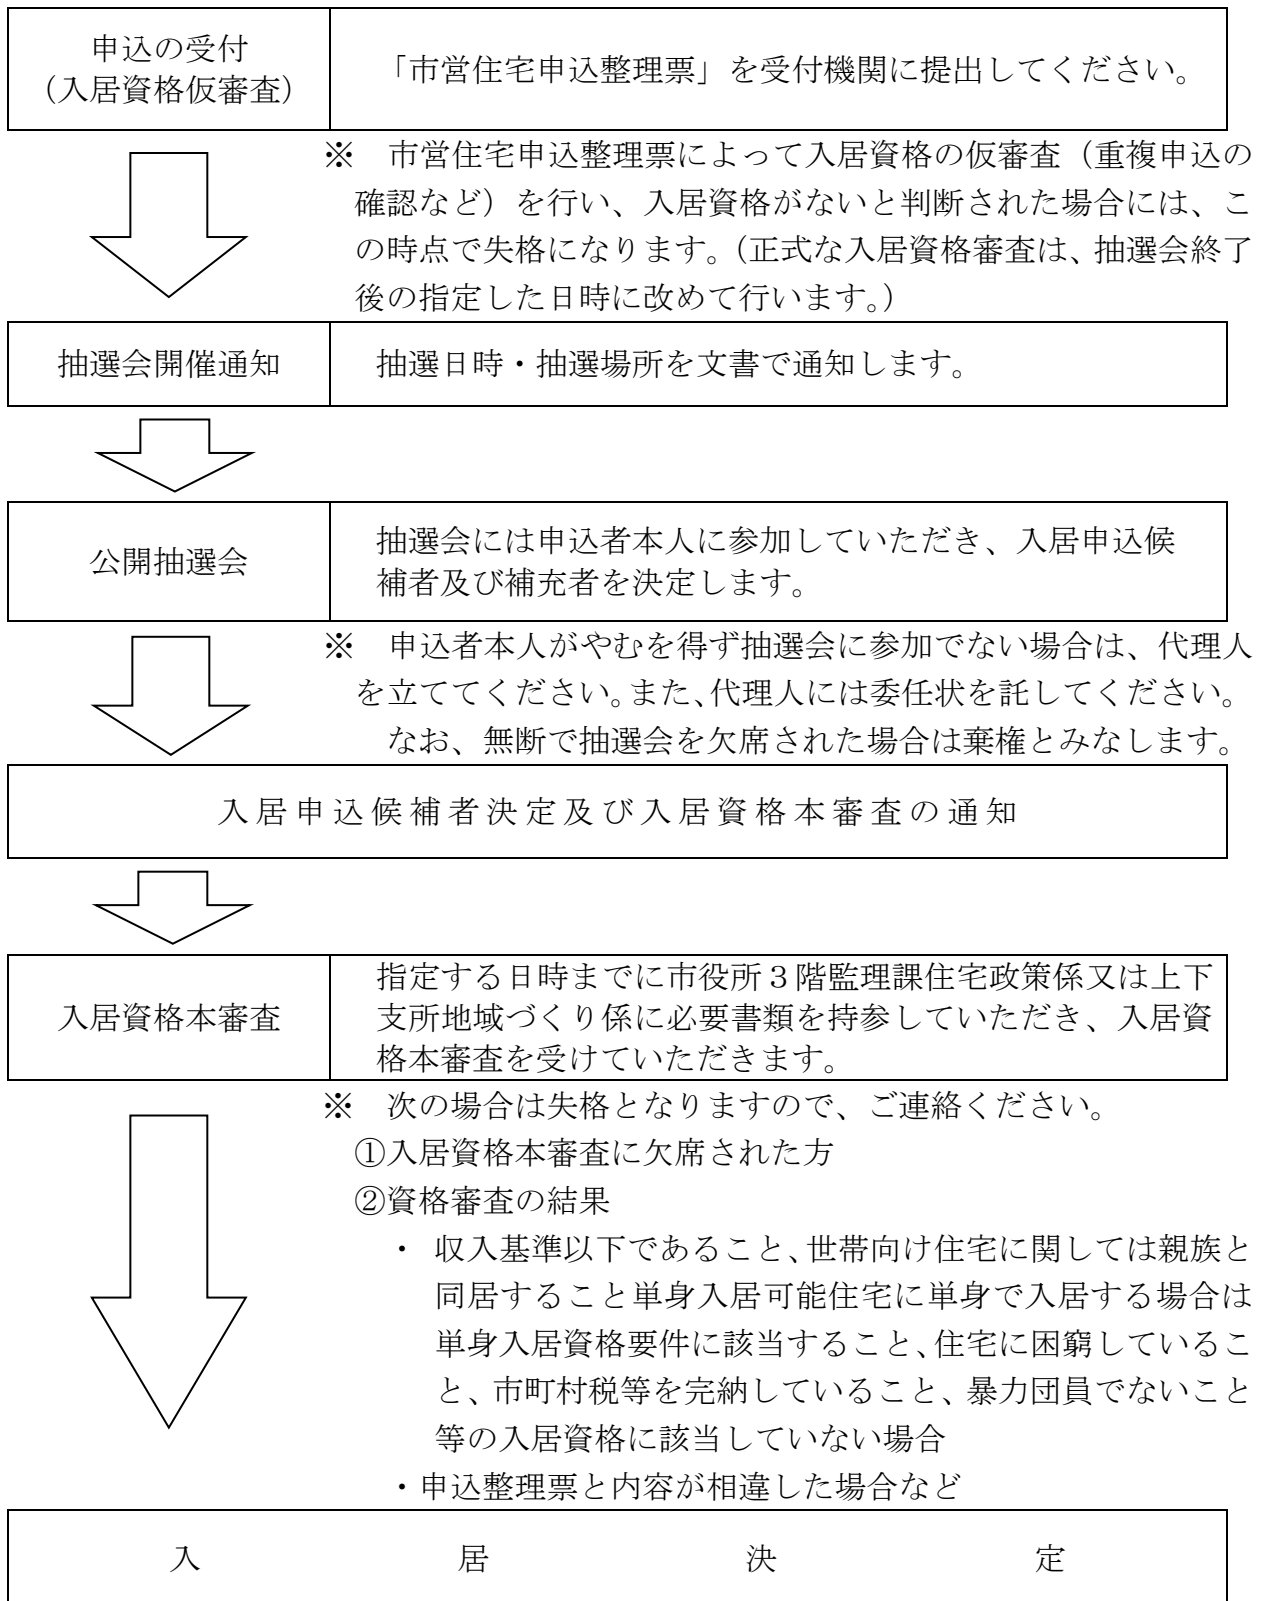 申込の受付
(入居資格仮審査)
「市営住宅申込整理票」を受付機関に提出してください。
※　市営住宅申込整理票によって入居資格の仮審査（重複申込の
確認など）を行い、入居資格がないと判断された場合には、こ
の時点で失格になります。（正式な入居資格審査は、抽選会終了
後の指定した日時に改めて行います。）
抽選会開催通知
抽選日時・抽選場所を文書で通知します。
公開抽選会
抽選会には申込者本人に参加していただき、入居申込候
補者及び補充者を決定します。
※　申込者本人がやむを得ず抽選会に参加でない場合は、代理人
を立ててください。また、代理人には委任状を託してください。
なお、無断で抽選会を欠席された場合は棄権とみなします。
入居申込候補者決定及び入居資格本審査の通知
入居資格本審査
指定する日時までに市役所３階監理課住宅政策係又は上下
支所地域づくり係に必要書類を持参していただき、入居資
格本審査を受けていただきます。
※　次の場合は失格となりますので、ご連絡ください。
①入居資格本審査に欠席された方
②資格審査の結果
・ 収入基準以下であること、世帯向け住宅に関しては親族と
同居すること単身入居可能住宅に単身で入居する場合は
単身入居資格要件に該当すること、住宅に困窮しているこ
と、市町村税等を完納していること、暴力団員でないこと
等の入居資格に該当していない場合
・申込整理票と内容が相違した場合など
入　居　決　定